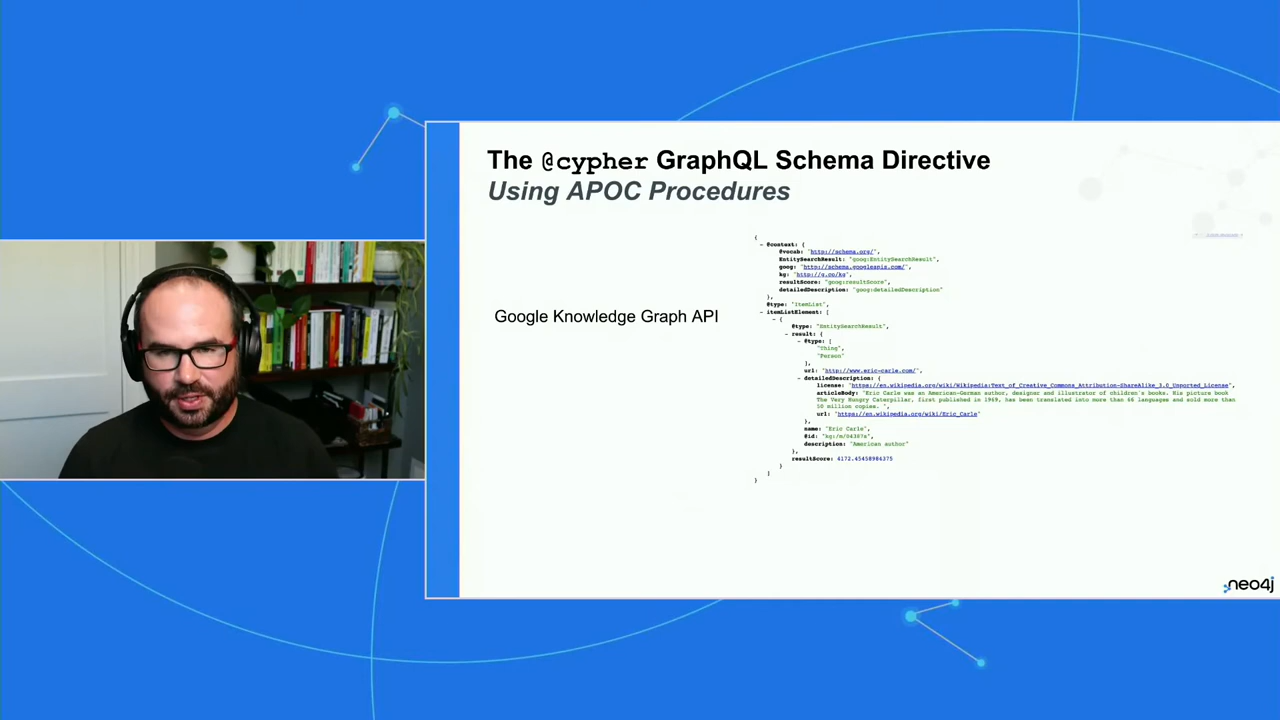 The @cypher GraphQL Schema Directive
Using APOC Procedures
Google Knowledge Graph API
{
- @context: {
@vocab: "http://schema.org/",
EntitySearchResult: "goog:EntitySearchResult",
goog: "http://schema.googleapis.com/",
kg: "http://g.co/kg",
resultScore: "goog:resultScore",
detailedDescription: "goog:detailedDescription"
},
@type: "ItemList",
- itemListElement: [
- {
@type: "EntitySearchResult",
- result: {
- @type: [
"Thing",
"Person"
],
url: "http://www.eric-carle.com/",
- detailedDescription: {
license: "https://en.wikipedia.org/wiki/Wikipedia:Text_of_Creative_Commons_Attribution-ShareAlike_3.0_Unported_License",
articleBody: "Eric Carle was an American-German author, designer and illustrator of children's books. His picture book
The Very Hungry Caterpillar, first published in 1969, has been translated into more than 66 languages and sold more than
50 million copies. ",
url: "https://en.wikipedia.org/wiki/Eric_Carle"
},
name: "Eric Carle",
description: "American author"
},
resultScore: 4172.45458984375
}
]
}
neo4j